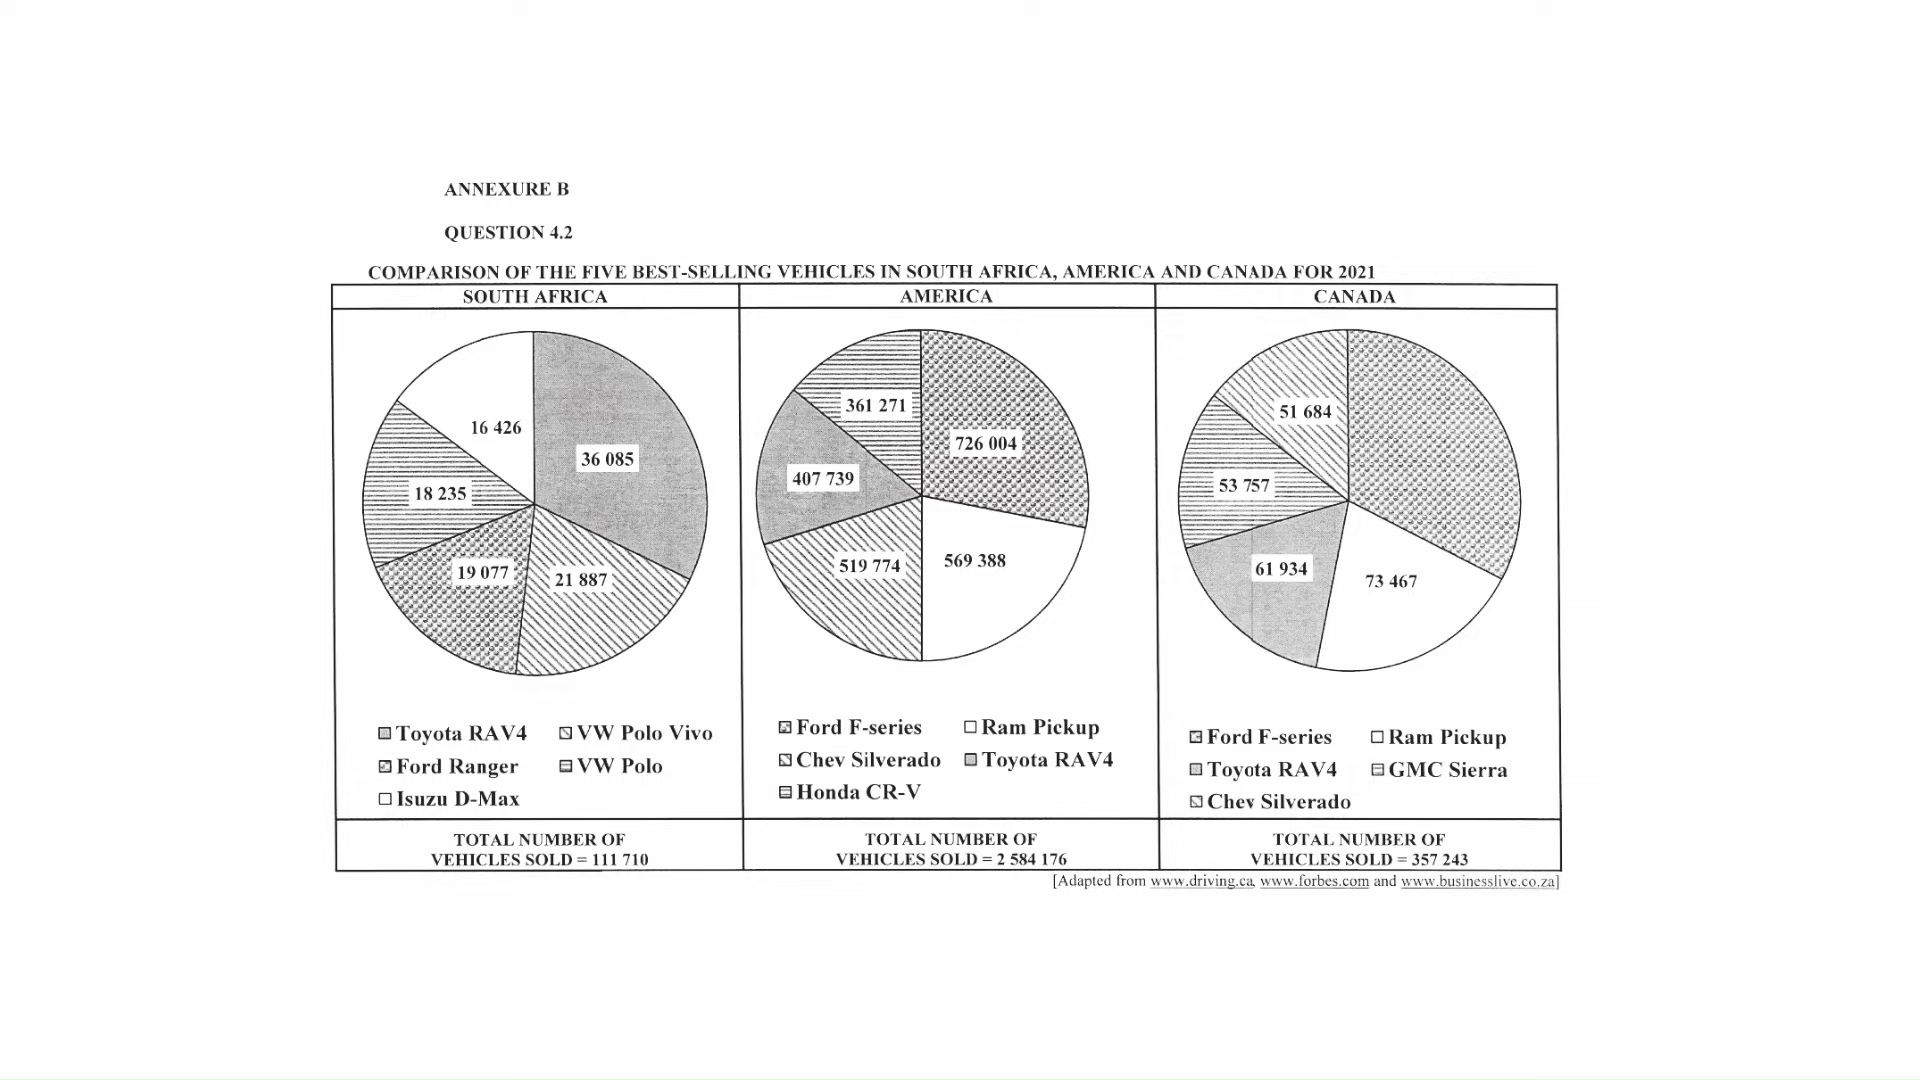 ANNEXURE B
QUESTION 4.2
COMPARISON OF THE FIVE BEST-SELLING VEHICLES IN SOUTH AFRICA, AMERICA AND CANADA FOR 2021
SOUTH AFRICA
16 426
36 085
18 235
19 077
21 887
Toyota RAV4 VW Polo Vivo
Ford Ranger VW Polo
Isuzu D-Max
TOTAL NUMBER OF
VEHICLES SOLD = 111 710
AMERICA
361 271
726 004
407 739
519 774
569 388
Ford F-series Ram Pickup
Chev Silverado Toyota RAV4
Honda CR-V
TOTAL NUMBER OF
VEHICLES SOLD = 2 584 176
CANADA
51 684
53 757
61 934
73 467
Ford F-series Ram Pickup
Toyota RAV4 GMC Sierra
Chev Silverado
TOTAL NUMBER OF
VEHICLES SOLD = 357 243
[Adapted from www.driving.ca, www.forbes.com and www.businesslive.co.za]